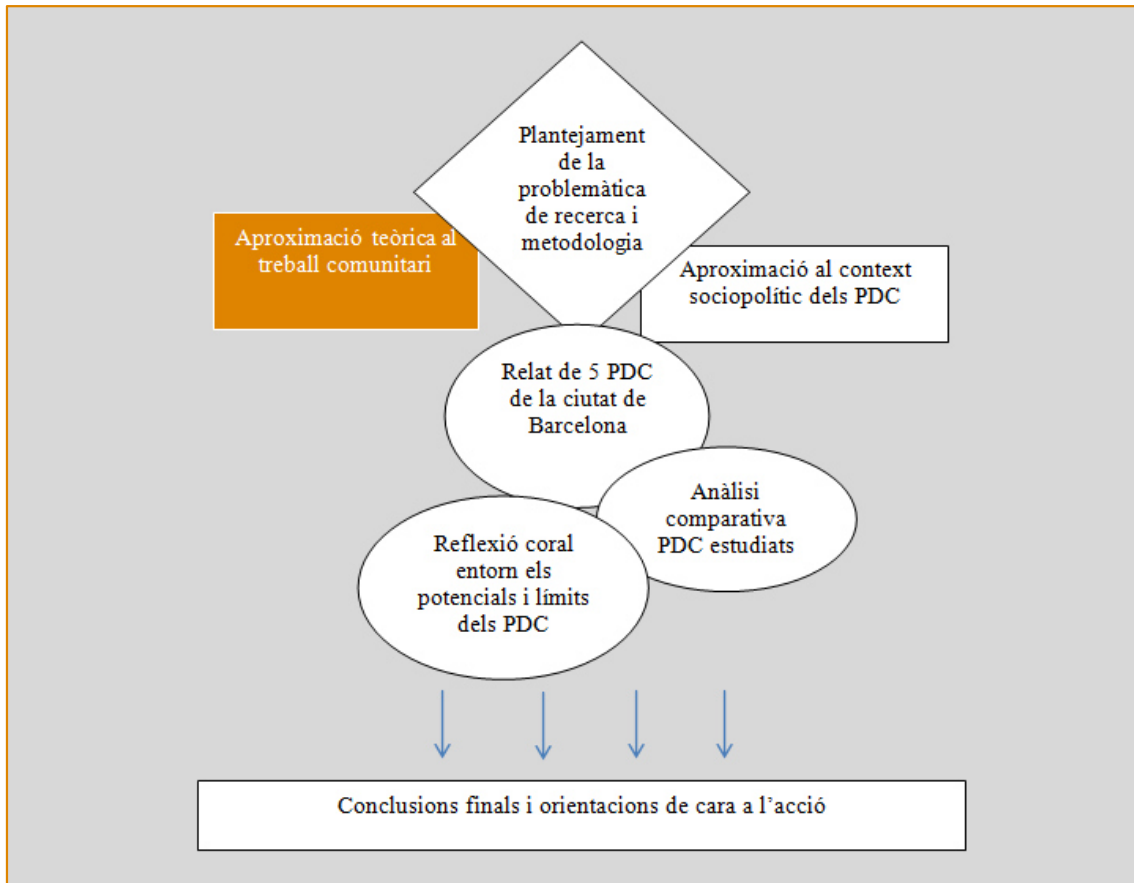 Plantejament
de la
problemàtica
de recerca i
metodologia
Aproximació teòrica al
treball comunitari
Aproximació al context
sociopolític dels PDC
Relat de 5 PDC
de la ciutat de
Barcelona
Anàlisi
comparativa
PDC estudiats
Reflexió coral
entorn els
potencials i límits
dels PDC
Conclusions finals i orientacions de cara a l’acció